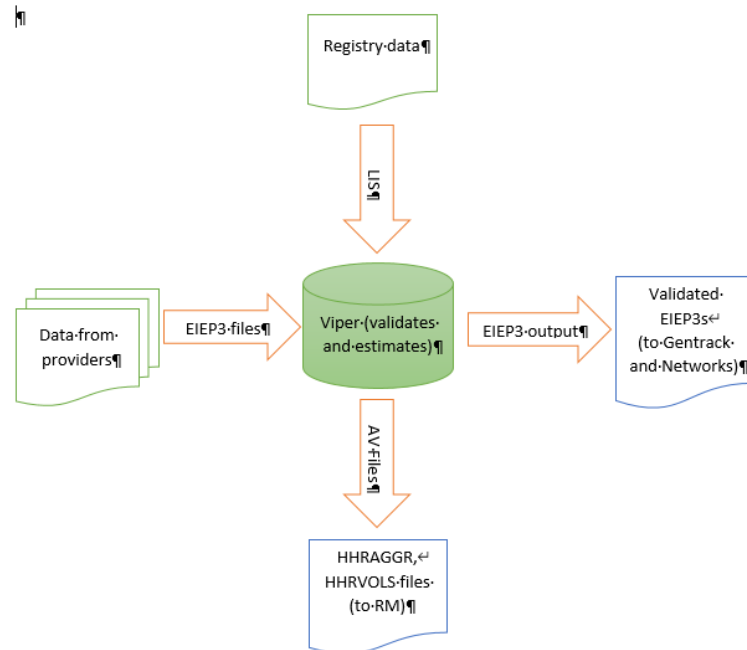 ¶
Registry·data¶
LIS¶
Data·from·
providers¶
EIEP3·files¶
Viper·(validates·
and·estimates)¶
EIEP3·output¶
Validated·
EIEP3s↵
(to·Gentrack·
and·Networks)¶
AV·Files¶
HHRAGGR,↵
HHRVOLS·files·
(to·RM)¶